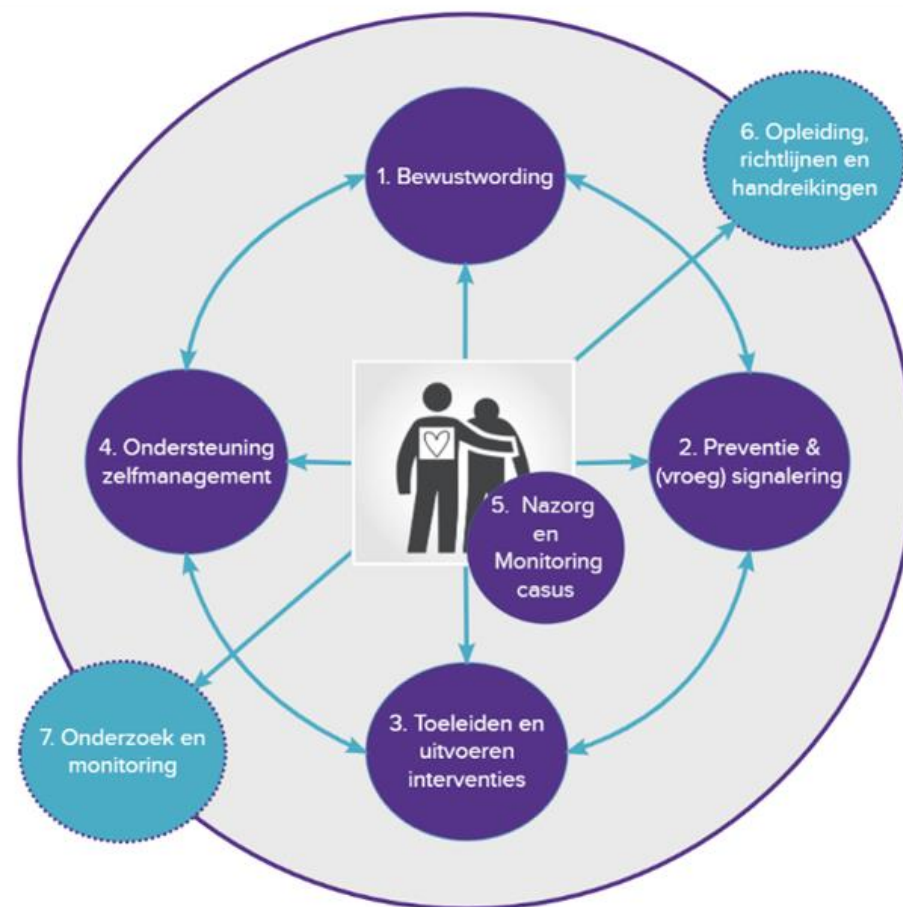 1. Bewustwording
6. Opleiding,
richtlijnen en
handreikingen
2. Preventie &
(vroeg) signalering
3. Toeleiden en
uitvoeren
interventies
4. Ondersteuning
zelfmanagement
5. Nazorg
en
Monitoring
casus
7. Onderzoek en
monitoring